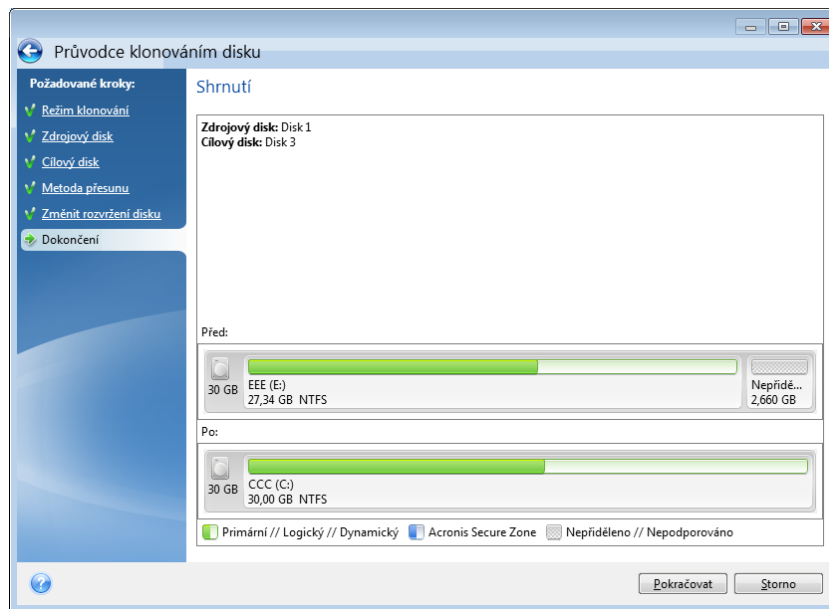 Průvodce klonováním disku
Požadované kroky:
Režim klonování
Zdrojový disk
Cílový disk
Metoda přesunu
Změnit rozvržení disku
Dokončení
Shrnutí
Zdrojový disk: Disk 1
Cílový disk: Disk 3
Před:
30 GB
EEE (E:)
27,34 GB NTFS
Nepřidě...
2,660 GB
Po:
30 GB
CCC (C:)
30,00 GB NTFS
Primární // Logický // Dynamický Acronis Secure Zone Nepřiděleno // Nepodporováno
? Pokračovat Storno